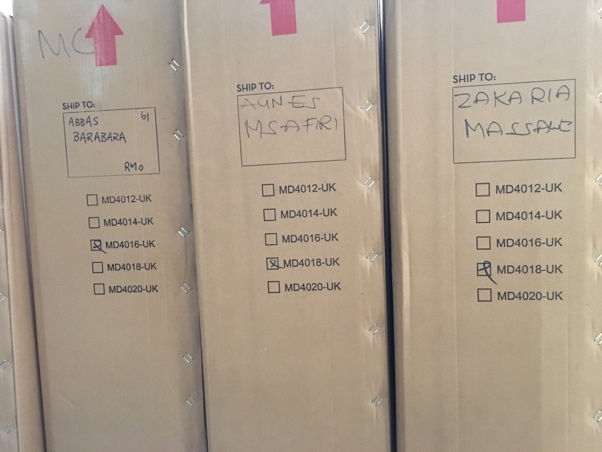 MC
SHIP TO:
ABBAS 61
BARABARA
RMO
MD4012-UK
MD4014-UK
MD4016-UK
MD4018-UK
MD4020-UK
SHIP TO:
AGNES
MSAFIRI
MD4012-UK
MD4014-UK
MD4016-UK
MD4018-UK
MD4020-UK
SHIP TO:
ZAKARIA
MASSAWE
MD4012-UK
MD4014-UK
MD4016-UK
MD4018-UK
MD4020-UK